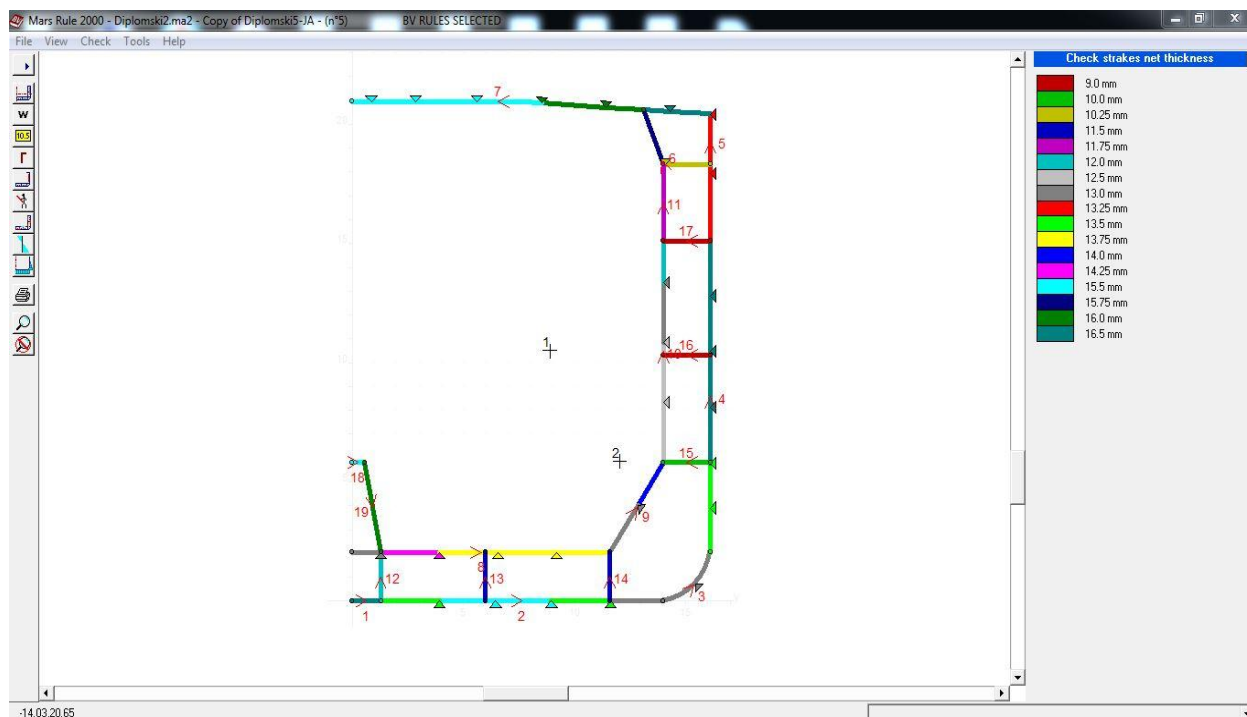 Mars Rule 2000 - Diplomski2.ma2 - Copy of Diplomski5-JA - (n°5) BV RULES SELECTED
File View Check Tools Help
W
10.5
Check strakes net thickness
9.0 mm
10.0 mm
10.25 mm
11.5 mm
11.75 mm
12.0 mm
12.5 mm
13.0 mm
13.25 mm
13.5 mm
13.75 mm
14.0 mm
14.25 mm
15.5 mm
15.75 mm
16.0 mm
16.5 mm
7
5
6
11
17
1
16
4
2
15
18
19
9
8
12
13
14
3
1
2
-14.03,20.65